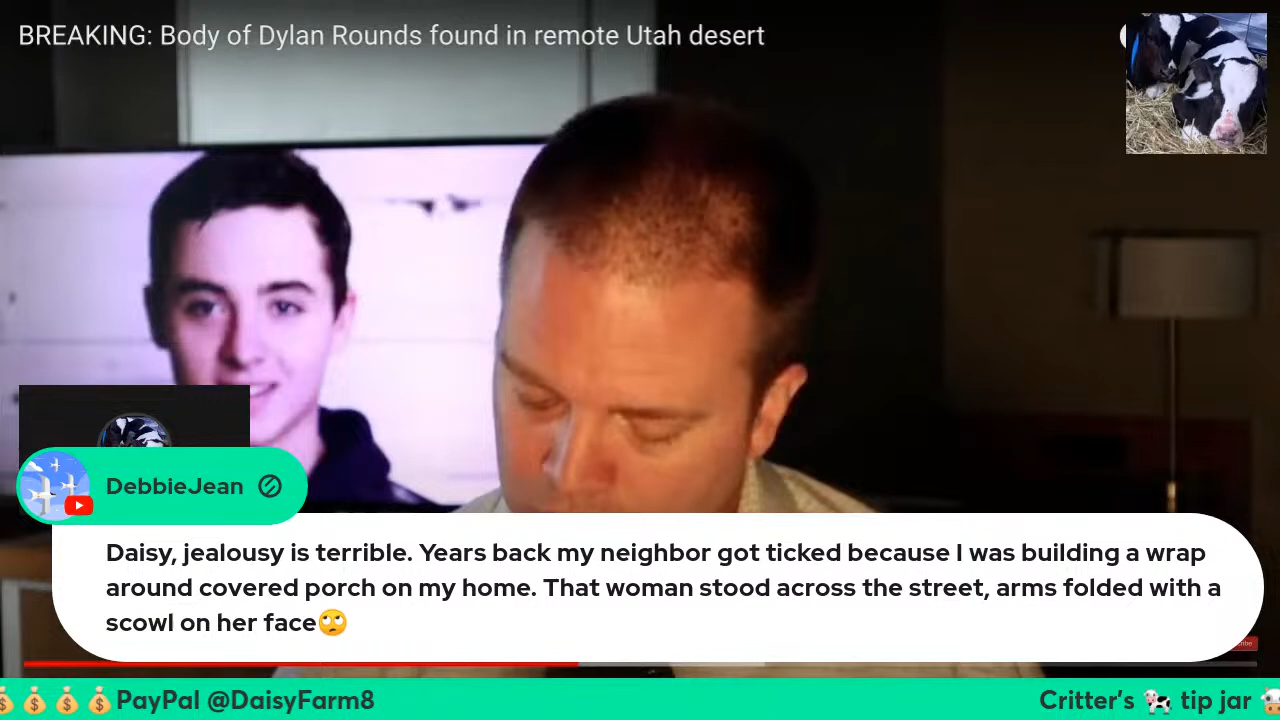 BREAKING: Body of Dylan Rounds found in remote Utah desert
DebbieJean
Daisy, jealousy is terrible. Years back my neighbor got ticked because I was building a wrap
around covered porch on my home. That woman stood across the street, arms folded with a
scowl on her face🙄
💰💰💰💰PayPal @DaisyFarm8
Critter's 🐄 tip jar 🐮